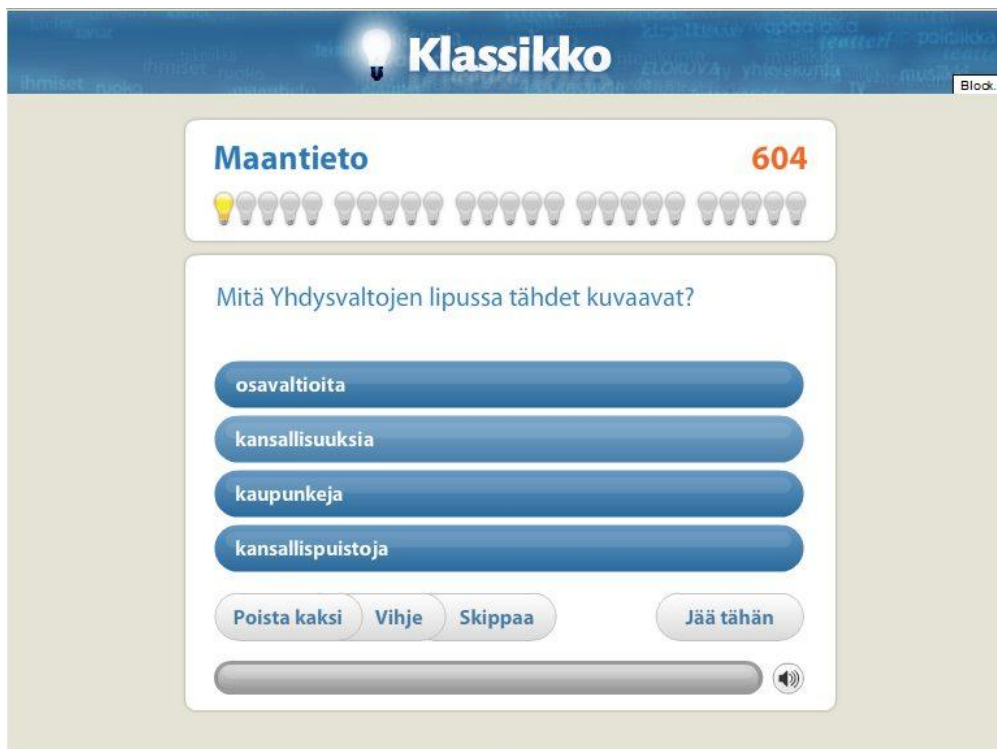 Klassikko
Block.
Maantieto
604
Mitä Yhdysvaltojen lipussa tähdet kuvaavat?
osavaltioita
kansallisuuksia
kaupunkeja
kansallispuistoja
Poista kaksi
Vihje
Skippaa
Jää tähän